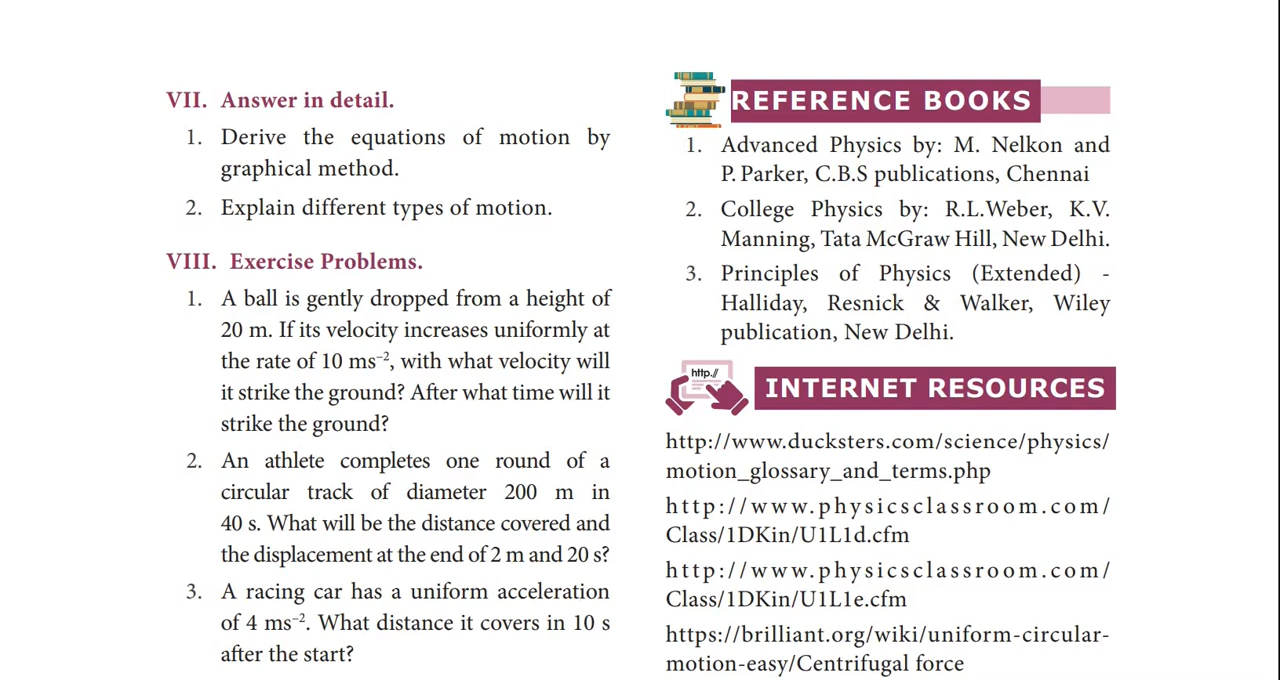 VII. Answer in detail.
1. Derive the equations of motion by
graphical method.
2. Explain different types of motion.
VIII. Exercise Problems.
1. A ball is gently dropped from a height of
20 m. If its velocity increases uniformly at
the rate of 10 ms⁻², with what velocity will
it strike the ground? After what time will it
strike the ground?
2. An athlete completes one round of a
circular track of diameter 200 m in
40 s. What will be the distance covered and
the displacement at the end of 2 m and 20 s?
3. A racing car has a uniform acceleration
of 4 ms⁻². What distance it covers in 10 s
after the start?
REFERENCE BOOKS
1. Advanced Physics by: M. Nelkon and
P. Parker, C.B.S publications, Chennai
2. College Physics by: R.L.Weber, K.V.
Manning, Tata McGraw Hill, New Delhi.
3. Principles of Physics (Extended) -
Halliday, Resnick & Walker, Wiley
publication, New Delhi.
http://
INTERNET RESOURCES
http://www.ducksters.com/science/physics/
motion_glossary_and_terms.php
http://www.physicsclassroom.com/
Class/1DKin/U1L1d.cfm
http://www.physicsclassroom.com/
Class/1DKin/U1L1e.cfm
https://brilliant.org/wiki/uniform-circular-
motion-easy/Centrifugal force